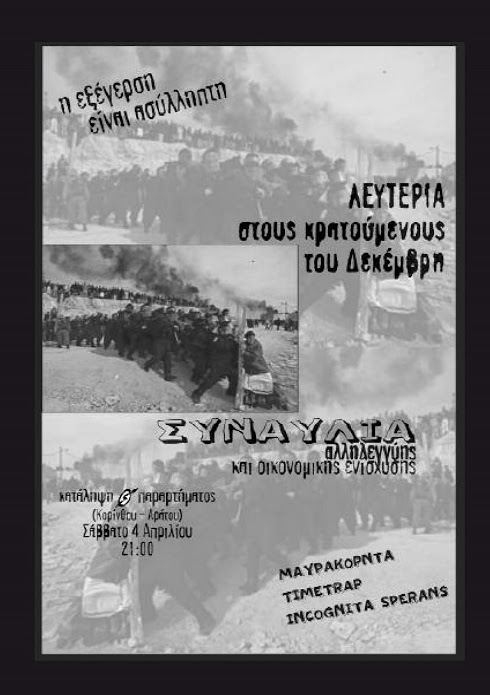 η εξέγερση
είναι ασύλληπτη
ΛΕΥΤΕΡΙΑ
στους κρατούμενους
του Δεκέμβρη
ΣΥΝΑΥΛΙΑ
αλληλεγγύης
και οικονομικής ενίσχυσης
κατάληψη παραρτήματος
(Κορίνθου - Αράτου)
Σάββατο 4 Απριλίου
21:00
ΜΑΥΡΑΚΟΡΝΤΑ
TIMETRAP
INCOGNITA SPERANS